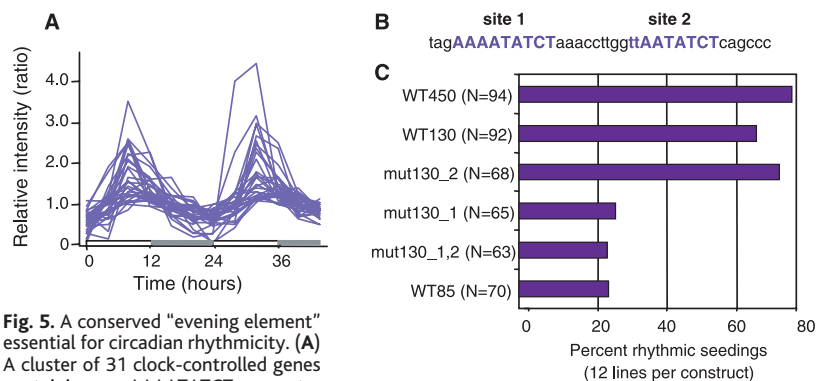 A
Relative intensity (ratio)
4.0
3.0
2.0
1.0
0
0 12 24 36
Time (hours)
Fig. 5. A conserved “evening element”
essential for circadian rhythmicity. (A)
A cluster of 31 clock-controlled genes
B
site 1 site 2
tagAAAATATCTaaaccttggttAATATCTcagccc
C
WT450 (N=94)
WT130 (N=92)
mut130_2 (N=68)
mut130_1 (N=65)
mut130_1,2 (N=63)
WT85 (N=70)
0 20 40 60 80
Percent rhythmic seedings
(12 lines per construct)